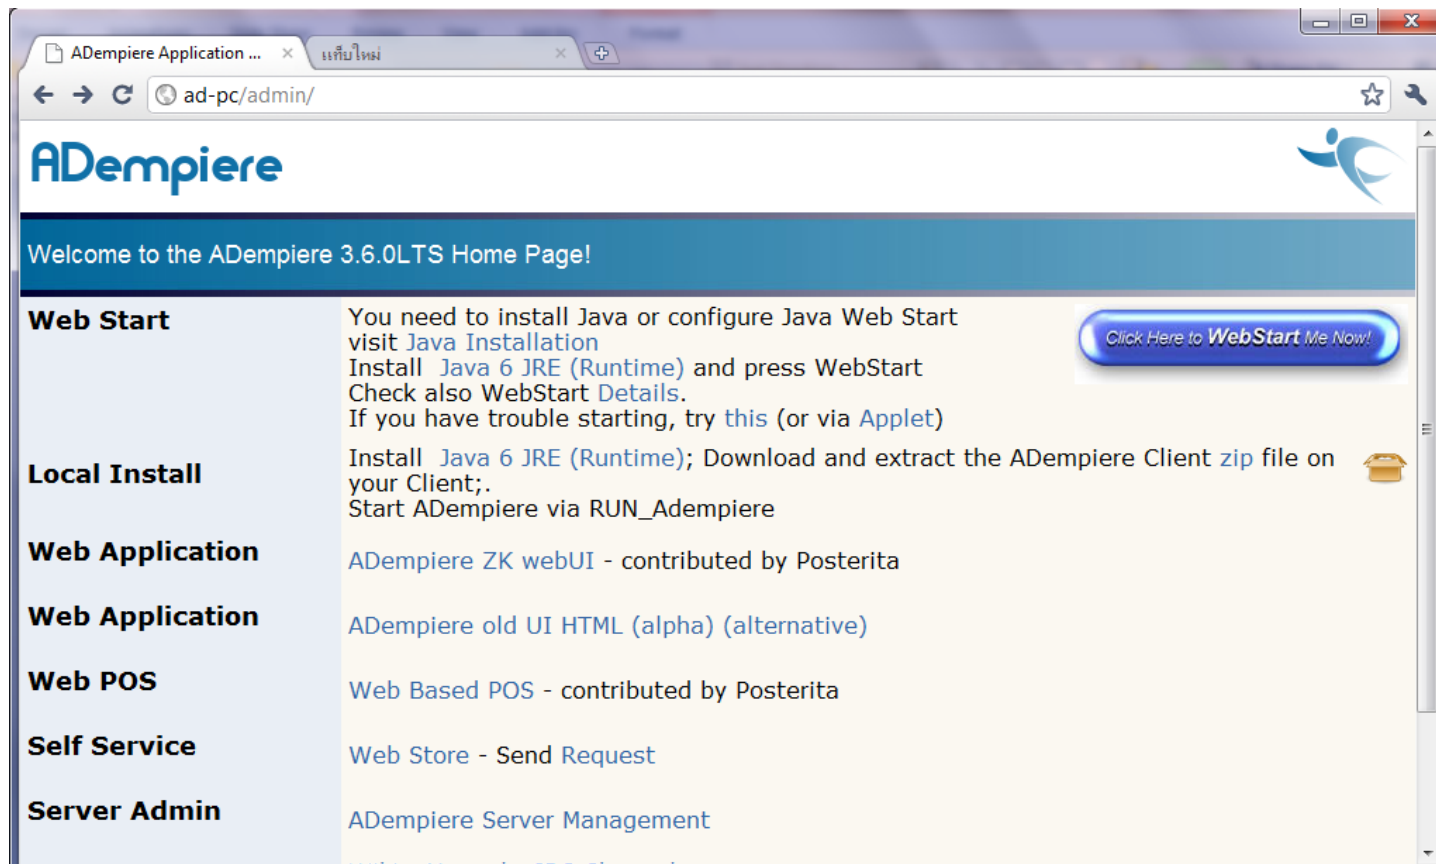 ADempiere Application ...
แท็บใหม่
ad-pc/admin/
ADempiere
Welcome to the ADempiere 3.6.0LTS Home Page!
Web Start
You need to install Java or configure Java Web Start
visit Java Installation
Install Java 6 JRE (Runtime) and press WebStart
Check also WebStart Details.
If you have trouble starting, try this (or via Applet)
Click Here to WebStart Me Now!
Local Install
Install Java 6 JRE (Runtime); Download and extract the ADempiere Client zip file on
your Client;.
Start ADempiere via RUN_Adempiere
Web Application
ADempiere ZK webUI - contributed by Posterita
Web Application
ADempiere old UI HTML (alpha) (alternative)
Web POS
Web Based POS - contributed by Posterita
Self Service
Web Store - Send Request
Server Admin
ADempiere Server Management